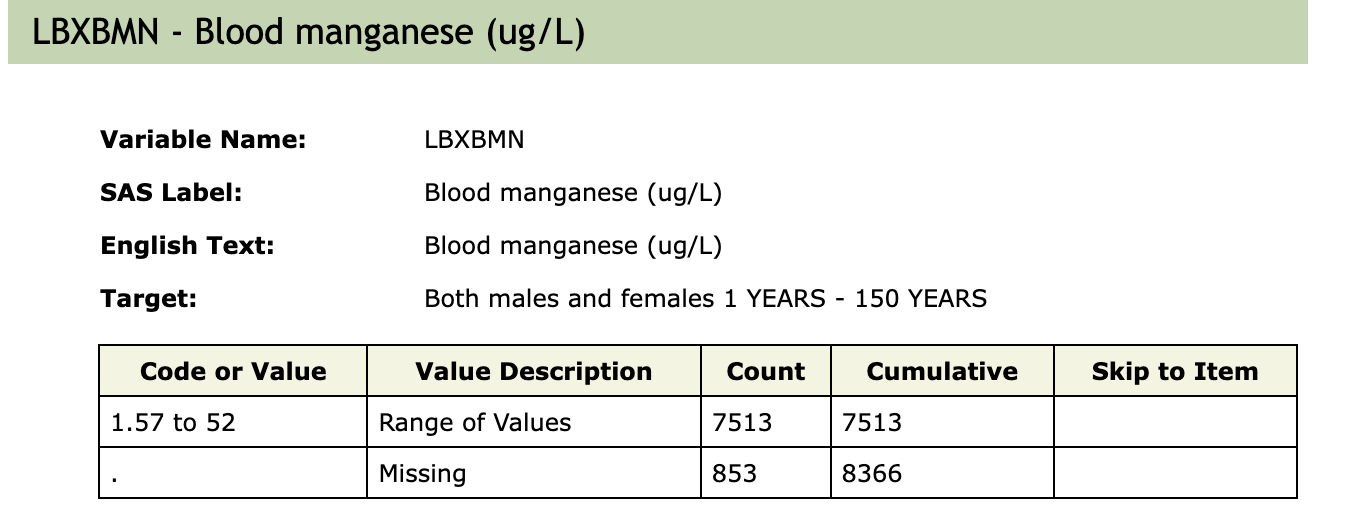 LBXBMN - Blood manganese (ug/L)
Variable Name: LBXBMN
SAS Label: Blood manganese (ug/L)
English Text: Blood manganese (ug/L)
Target: Both males and females 1 YEARS - 150 YEARS
Code or Value Value Description Count Cumulative Skip to Item
1.57 to 52 Range of Values 7513 7513
. Missing 853 8366